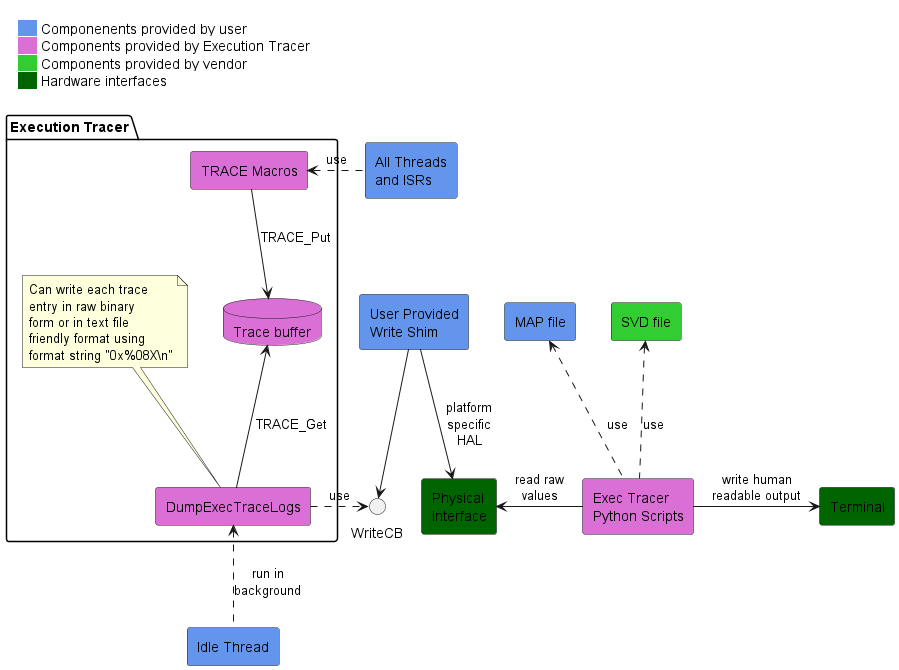 Componenents provided by user
Components provided by Execution Tracer
Components provided by vendor
Hardware interfaces
Execution Tracer
TRACE Macros
use
All Threads
and ISRs
TRACE_Put
Can write each trace
entry in raw binary
form or in text file
friendly format using
format string "0x%08X\n"
Trace buffer
User Provided
Write Shim
MAP file
SVD file
TRACE_Get
platform
specific
HAL
use
use
DumpExecTraceLogs
use
WriteCB
Physical
Interface
read raw
values
Exec Tracer
Python Scripts
write human
readable output
Terminal
run in
background
Idle Thread